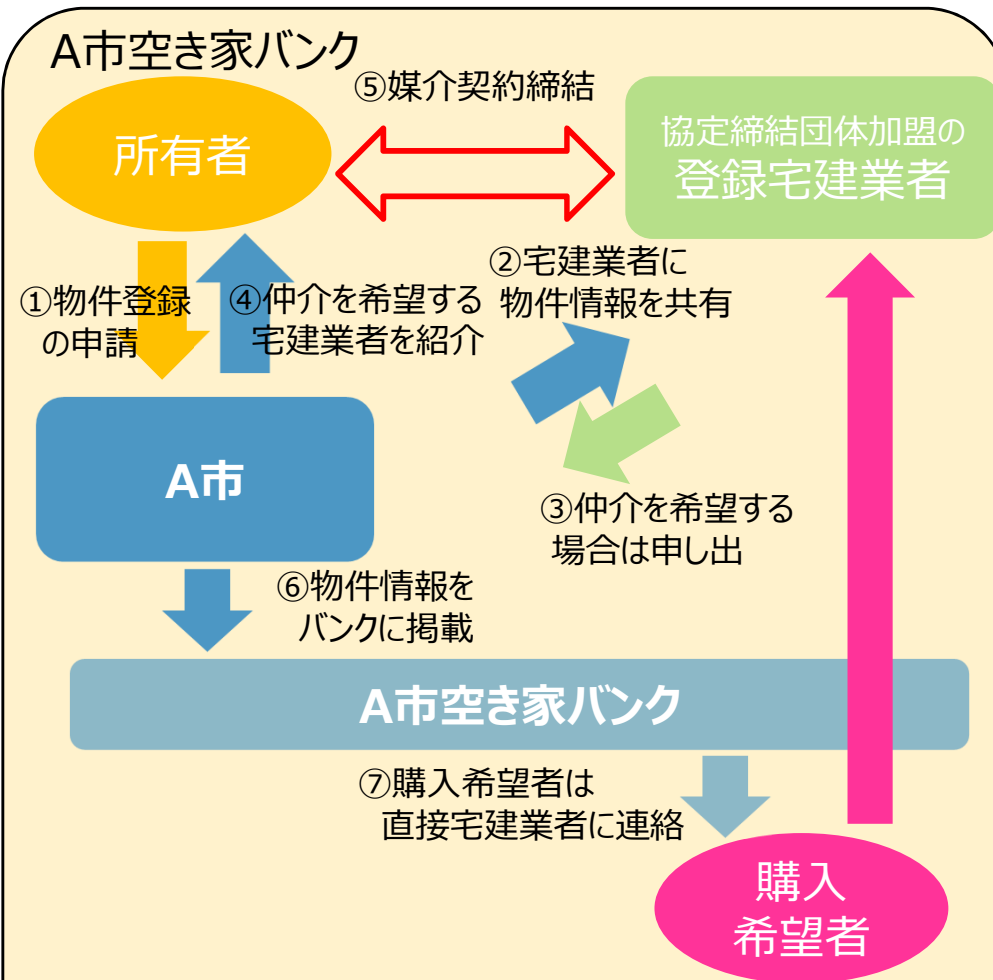 A市空き家バンク
⑤媒介契約締結
所有者
協定締結団体加盟の
登録宅建業者
②宅建業者に
物件情報を共有
①物件登録
の申請
④仲介を希望する
宅建業者を紹介
A市
③仲介を希望する
場合は申し出
⑥物件情報を
バンクに掲載
A市空き家バンク
⑦購入希望者は
直接宅建業者に連絡
購入
希望者